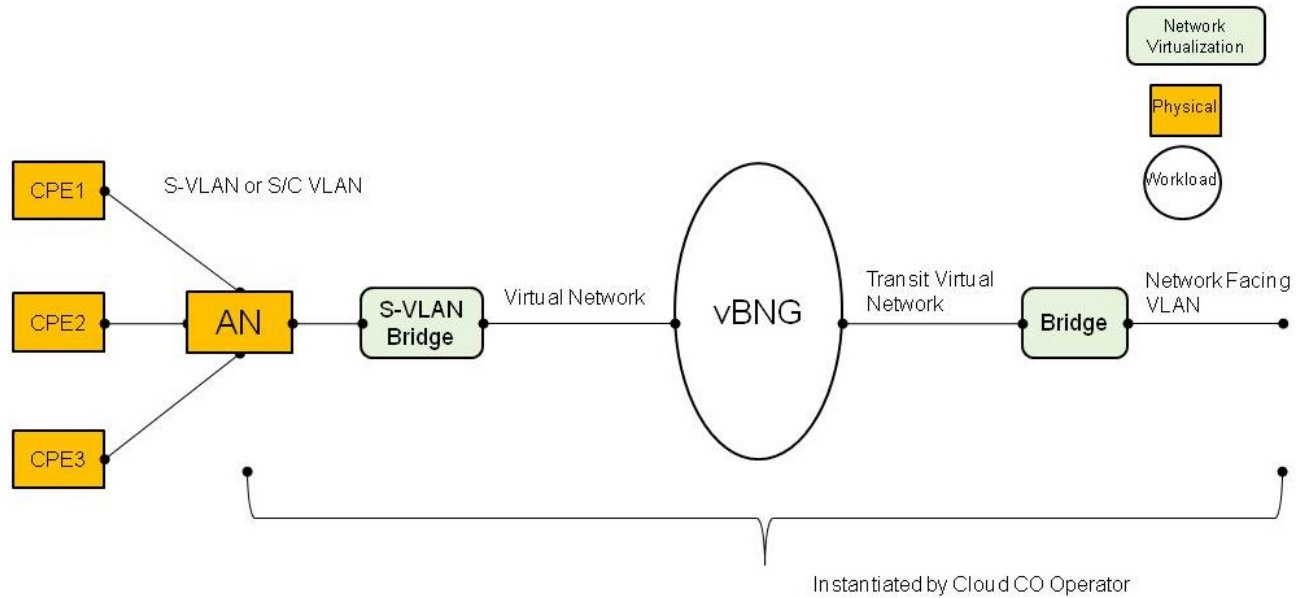 Network
Virtualization
Physical
Workload
CPE1
S-VLAN or S/C VLAN
CPE2
AN
S-VLAN
Bridge
Virtual Network
vBNG
Transit Virtual
Network
Bridge
Network Facing
VLAN
CPE3
Instantiated by Cloud CO Operator